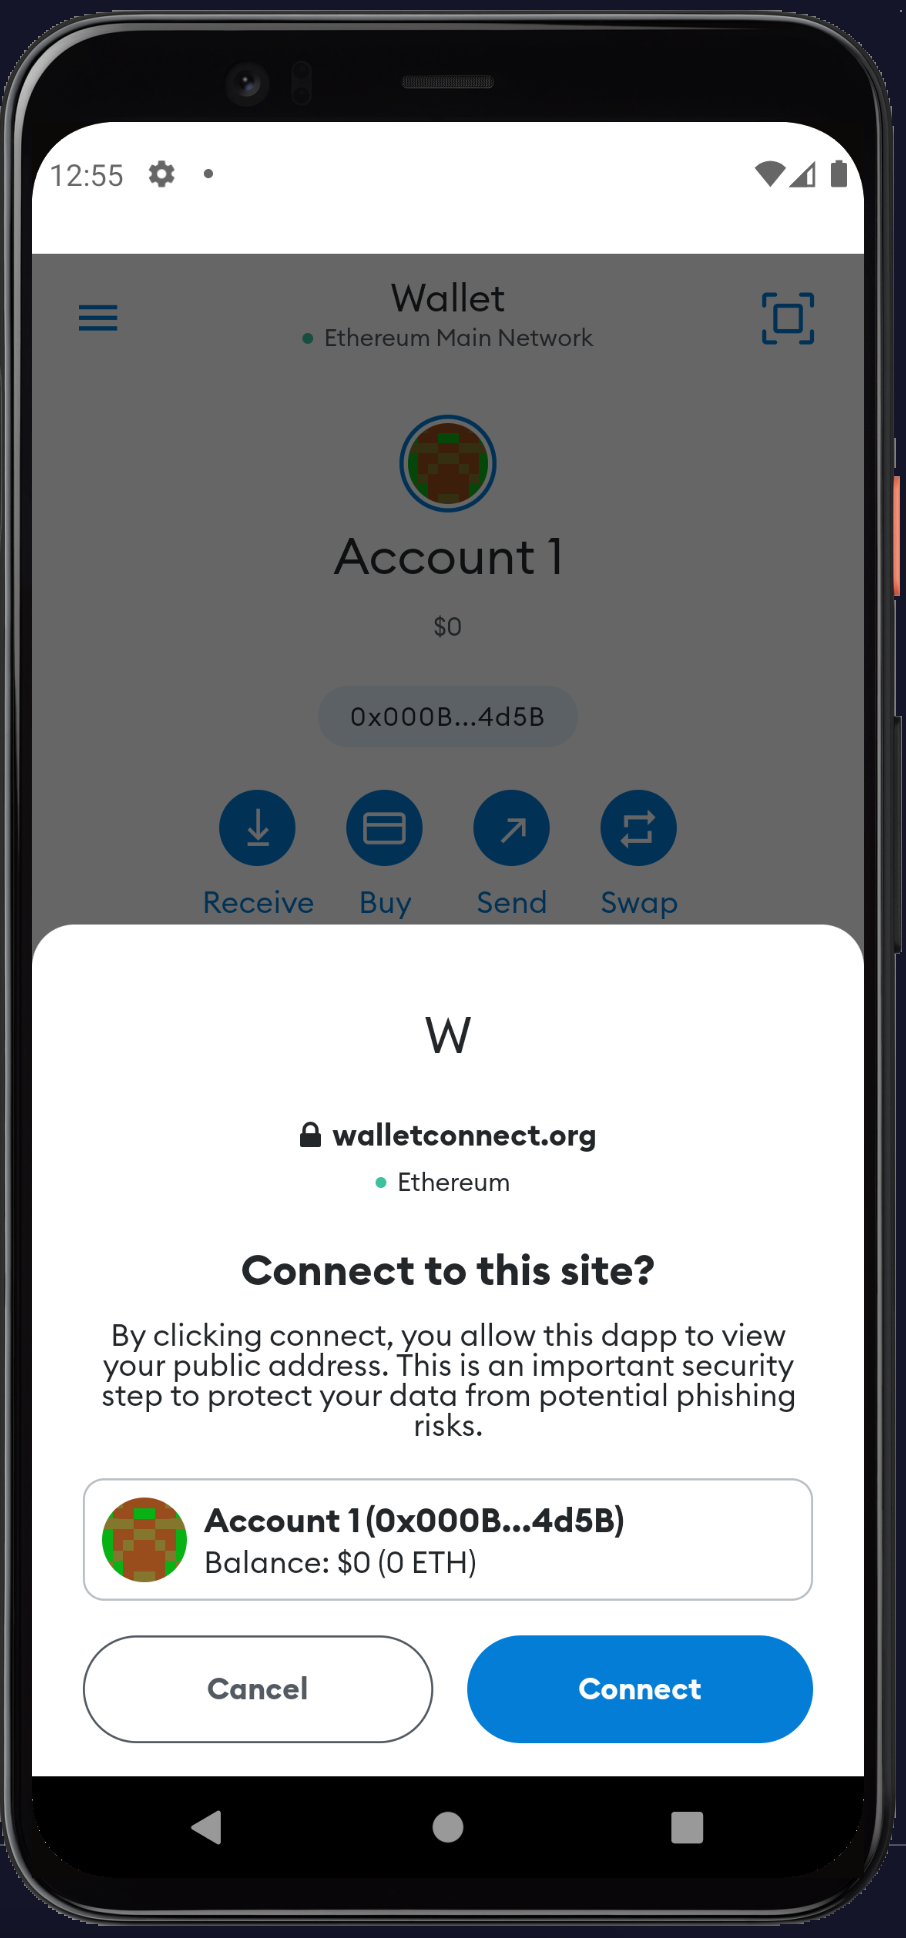 12:55
Wallet
Ethereum Main Network
Account 1
$0
0x000B...4d5B
Receive Buy Send Swap
W
walletconnect.org
Ethereum
Connect to this site?
By clicking connect, you allow this dapp to view
your public address. This is an important security
step to protect your data from potential phishing
risks.
Account 1 (0x000B...4d5B)
Balance: $0 (0 ETH)
Cancel Connect